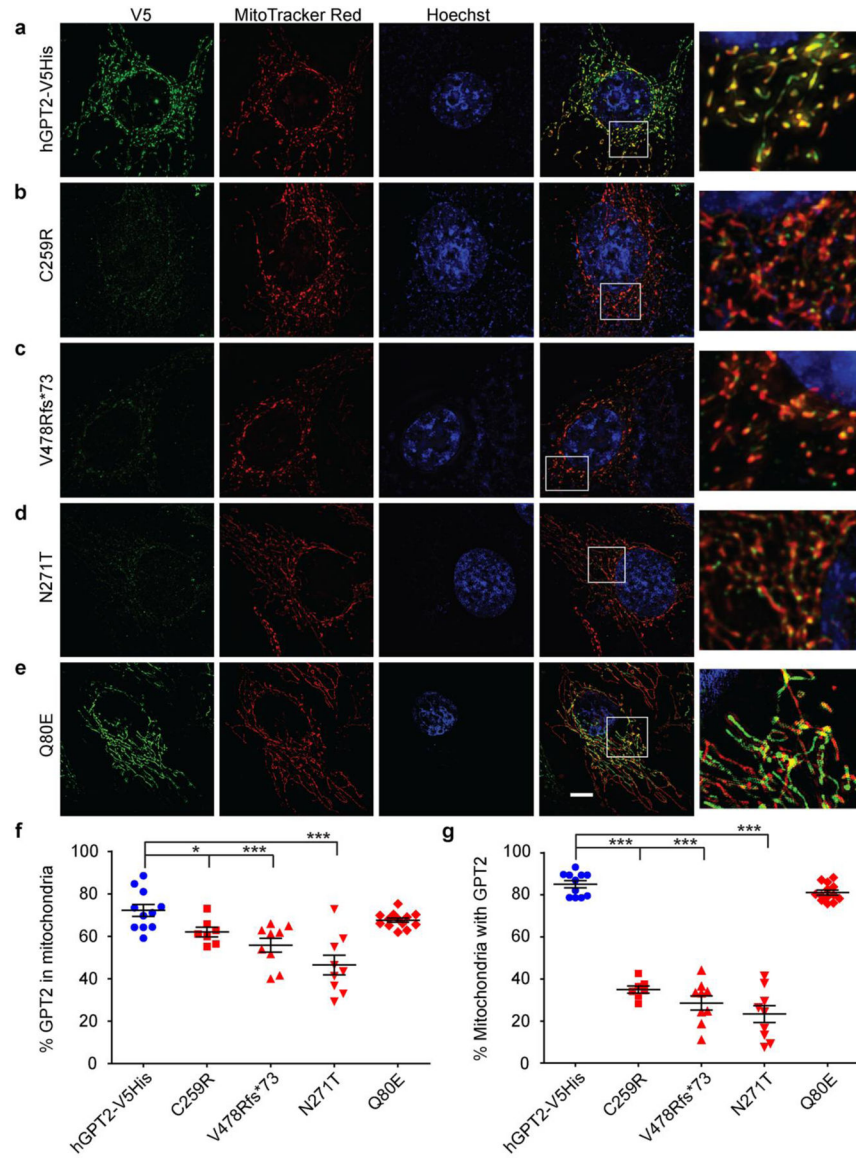 a
V5
MitoTracker Red
Hoechst
hGPT2-V5His
b
C259R
c
V478Rfs*73
d
N271T
e
Q80E
f
g
% GPT2 in mitochondria
100
80
60
40
20
0
*
***
***
hGPT2-V5His
C259R
V478Rfs*73
N271T
Q80E
% Mitochondria with GPT2
100
80
60
40
20
0
***
***
***
hGPT2-V5His
C259R
V478Rfs*73
N271T
Q80E